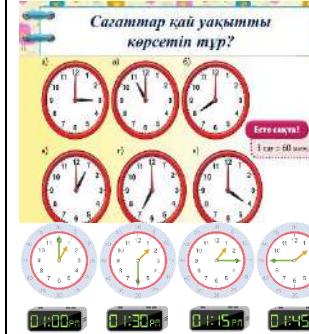 Сағаттар қай уақытты
көрсетіп тұр?
а) ә) б)
Есте сақта!
1 сағ = 60 мин.
в) г) ғ)
01:00PM 01:30PM 01:15PM 01:45